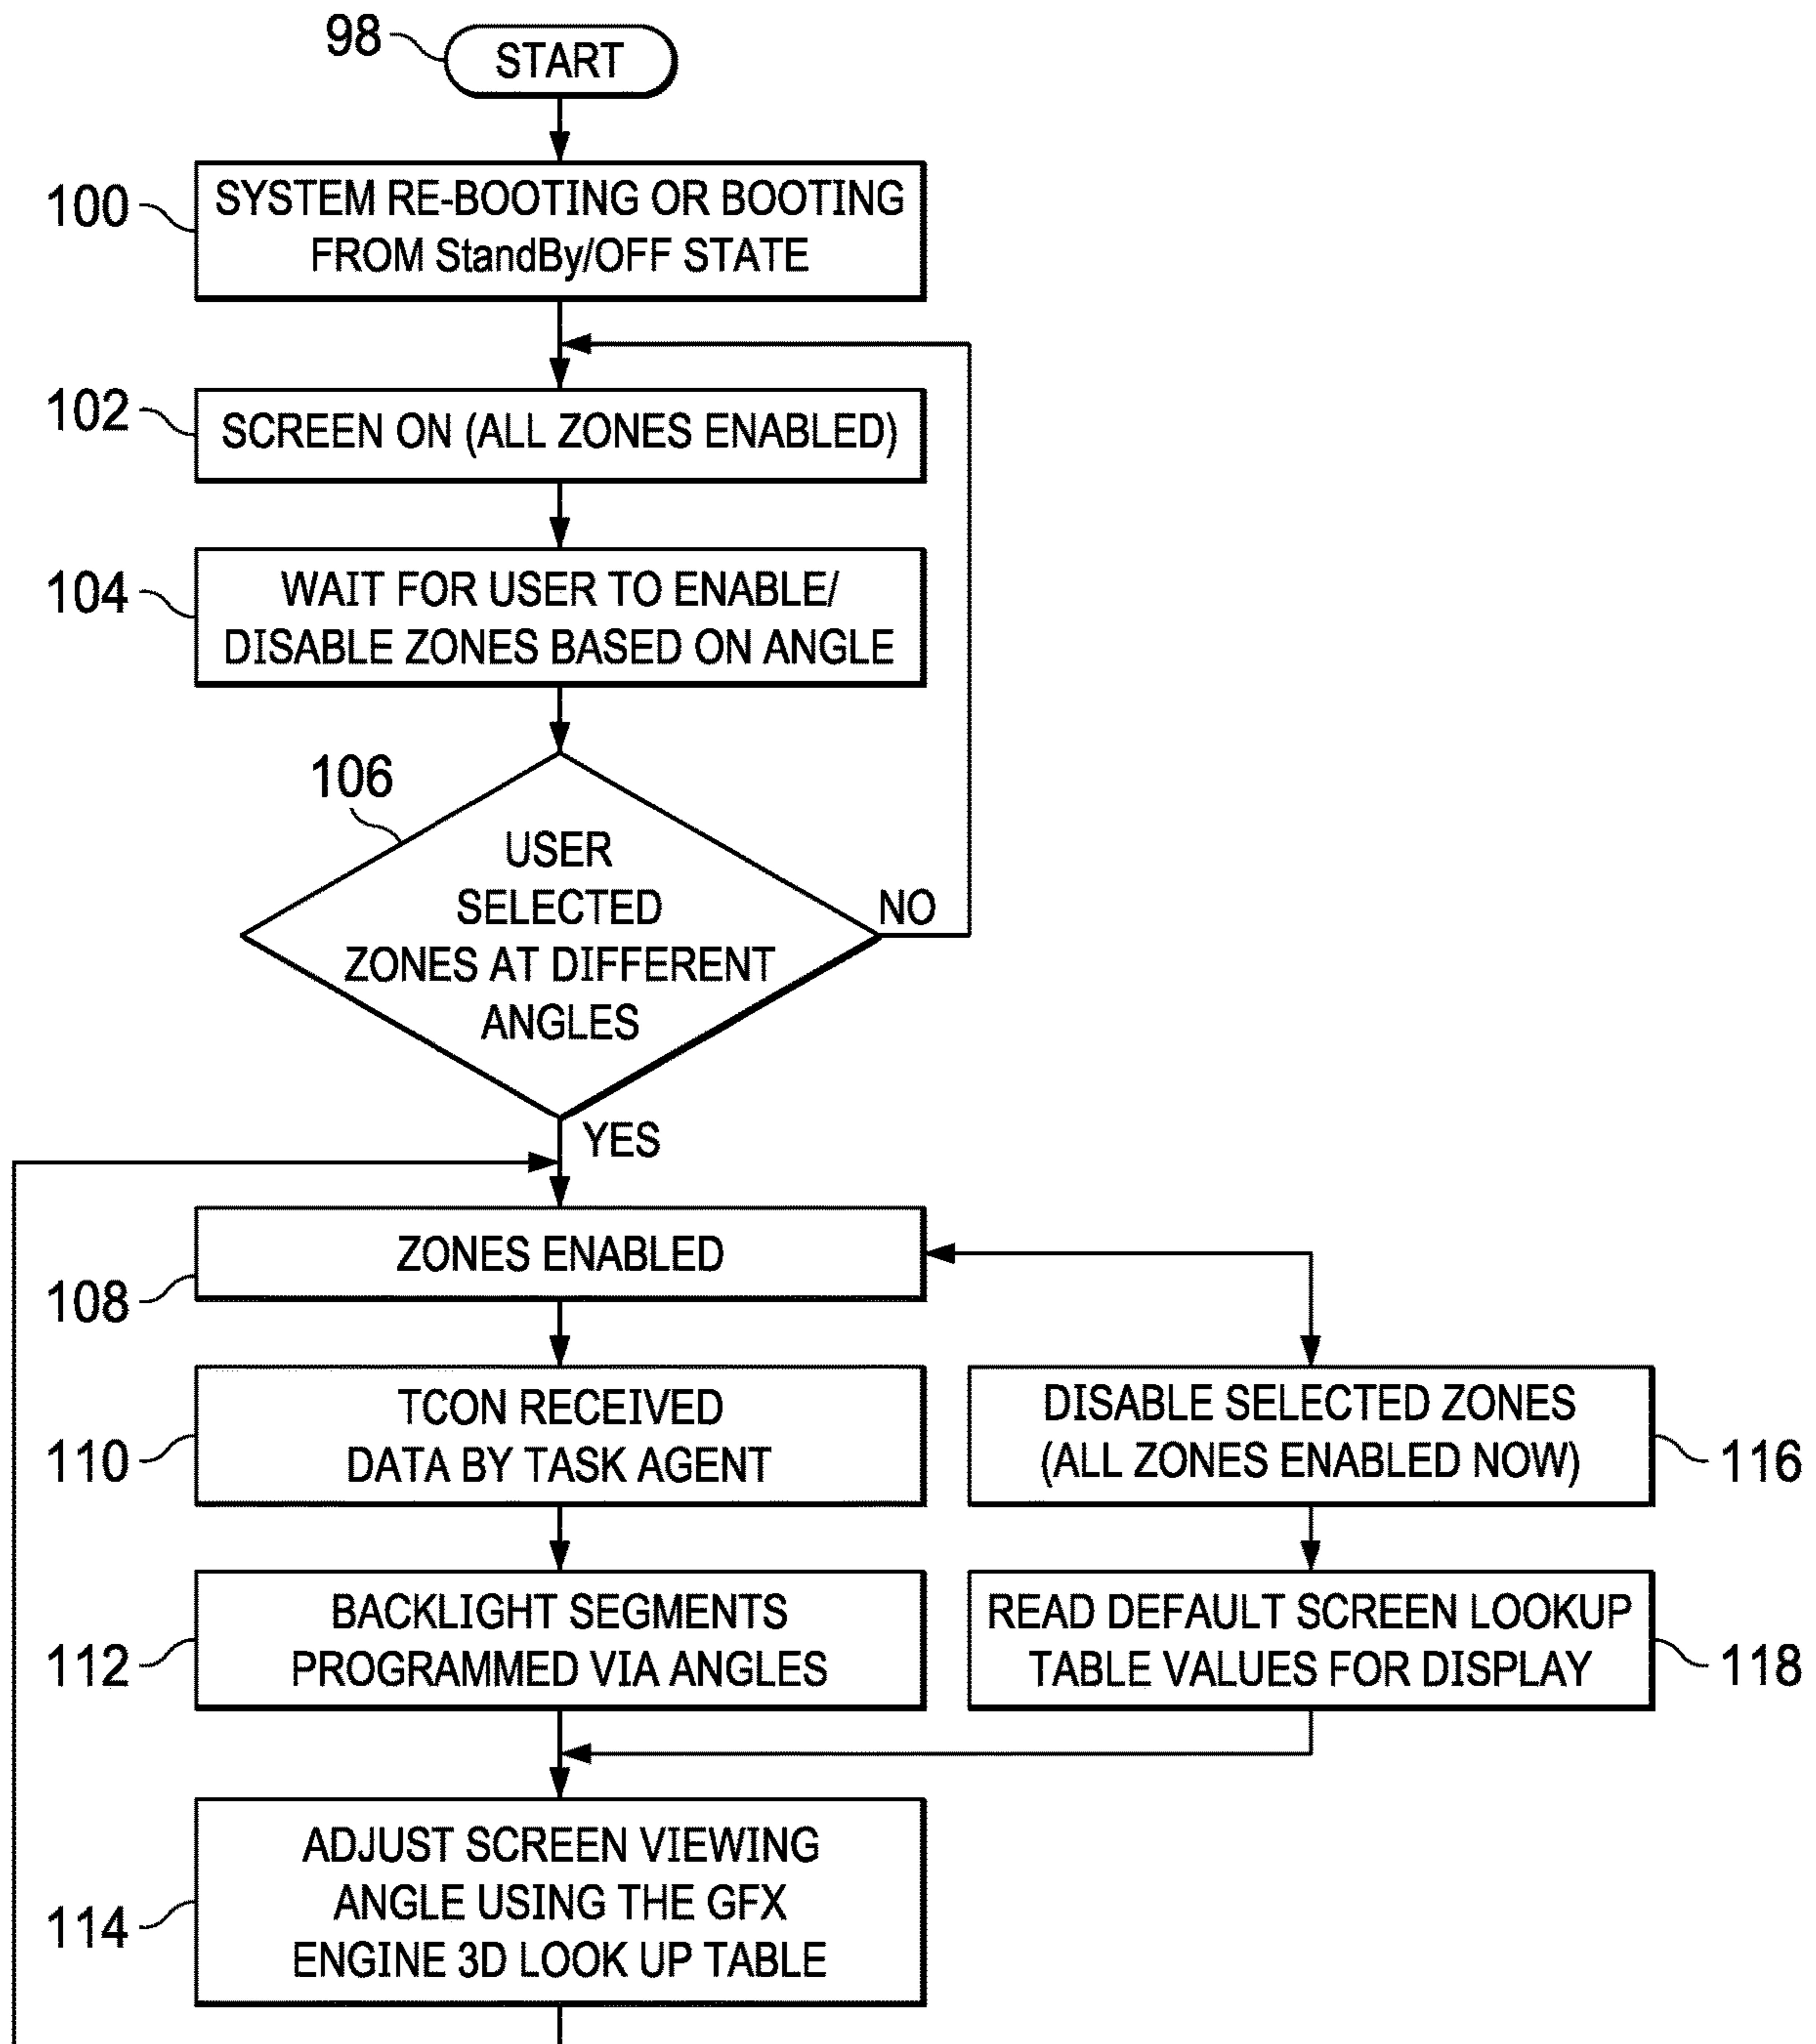 98
START
100
SYSTEM RE-BOOTING OR BOOTING
FROM StandBy/OFF STATE
102
SCREEN ON (ALL ZONES ENABLED)
104
WAIT FOR USER TO ENABLE/
DISABLE ZONES BASED ON ANGLE
106
USER
SELECTED
ZONES AT DIFFERENT
ANGLES
NO
YES
108
ZONES ENABLED
110
TCON RECEIVED
DATA BY TASK AGENT
DISABLE SELECTED ZONES
(ALL ZONES ENABLED NOW)
116
112
BACKLIGHT SEGMENTS
PROGRAMMED VIA ANGLES
READ DEFAULT SCREEN LOOKUP
TABLE VALUES FOR DISPLAY
118
114
ADJUST SCREEN VIEWING
ANGLE USING THE GFX
ENGINE 3D LOOK UP TABLE